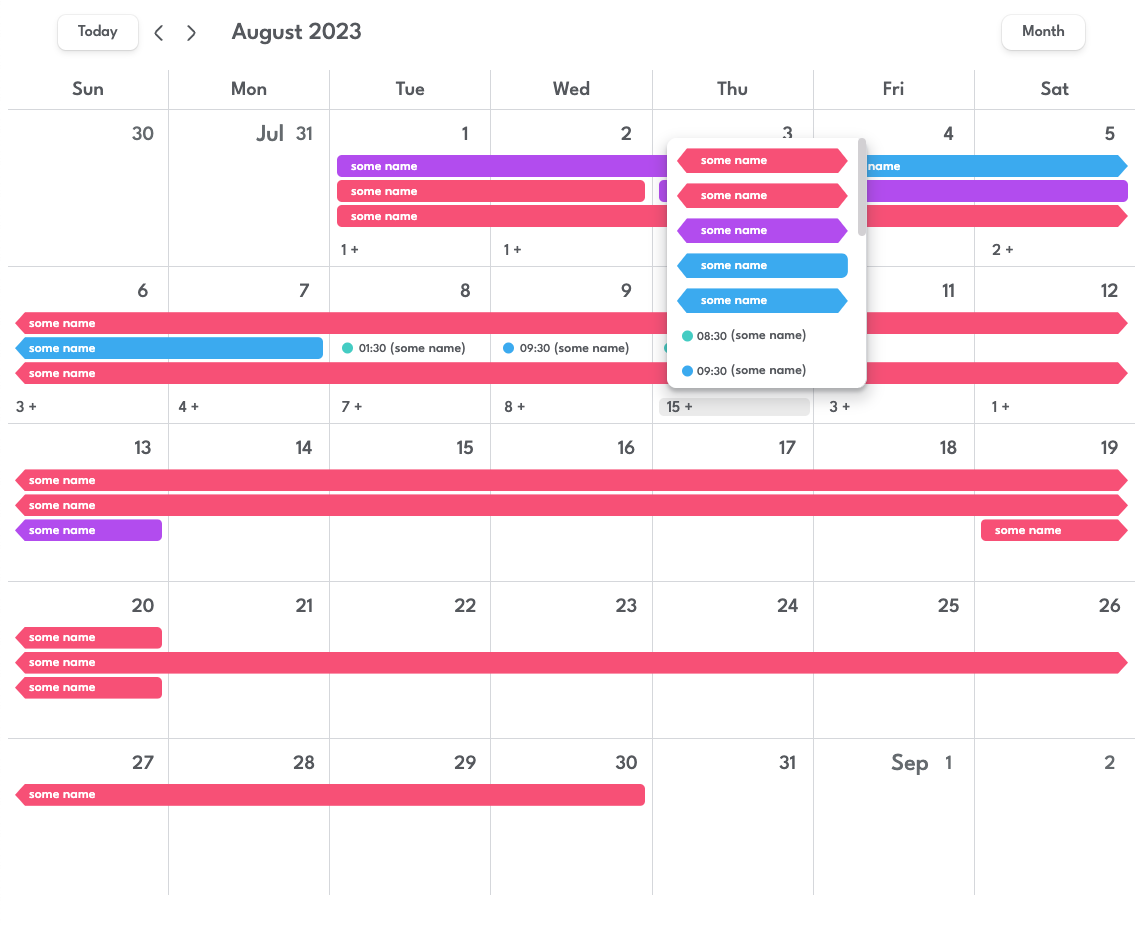 Today August 2023 Month
Sun Mon Tue Wed Thu Fri Sat
30 Jul 31 1 2 3 4 5
some name name
some name
some name
1 + 1 + 2 +
some name
some name
some name
some name
some name
08:30 (some name)
09:30 (some name)
6 7 8 9 11 12
some name
some name 01:30 (some name) 09:30 (some name)
some name
3 + 4 + 7 + 8 + 15 + 3 + 1 +
13 14 15 16 17 18 19
some name
some name
some name some name
20 21 22 23 24 25 26
some name
some name
some name
27 28 29 30 31 Sep 1 2
some name